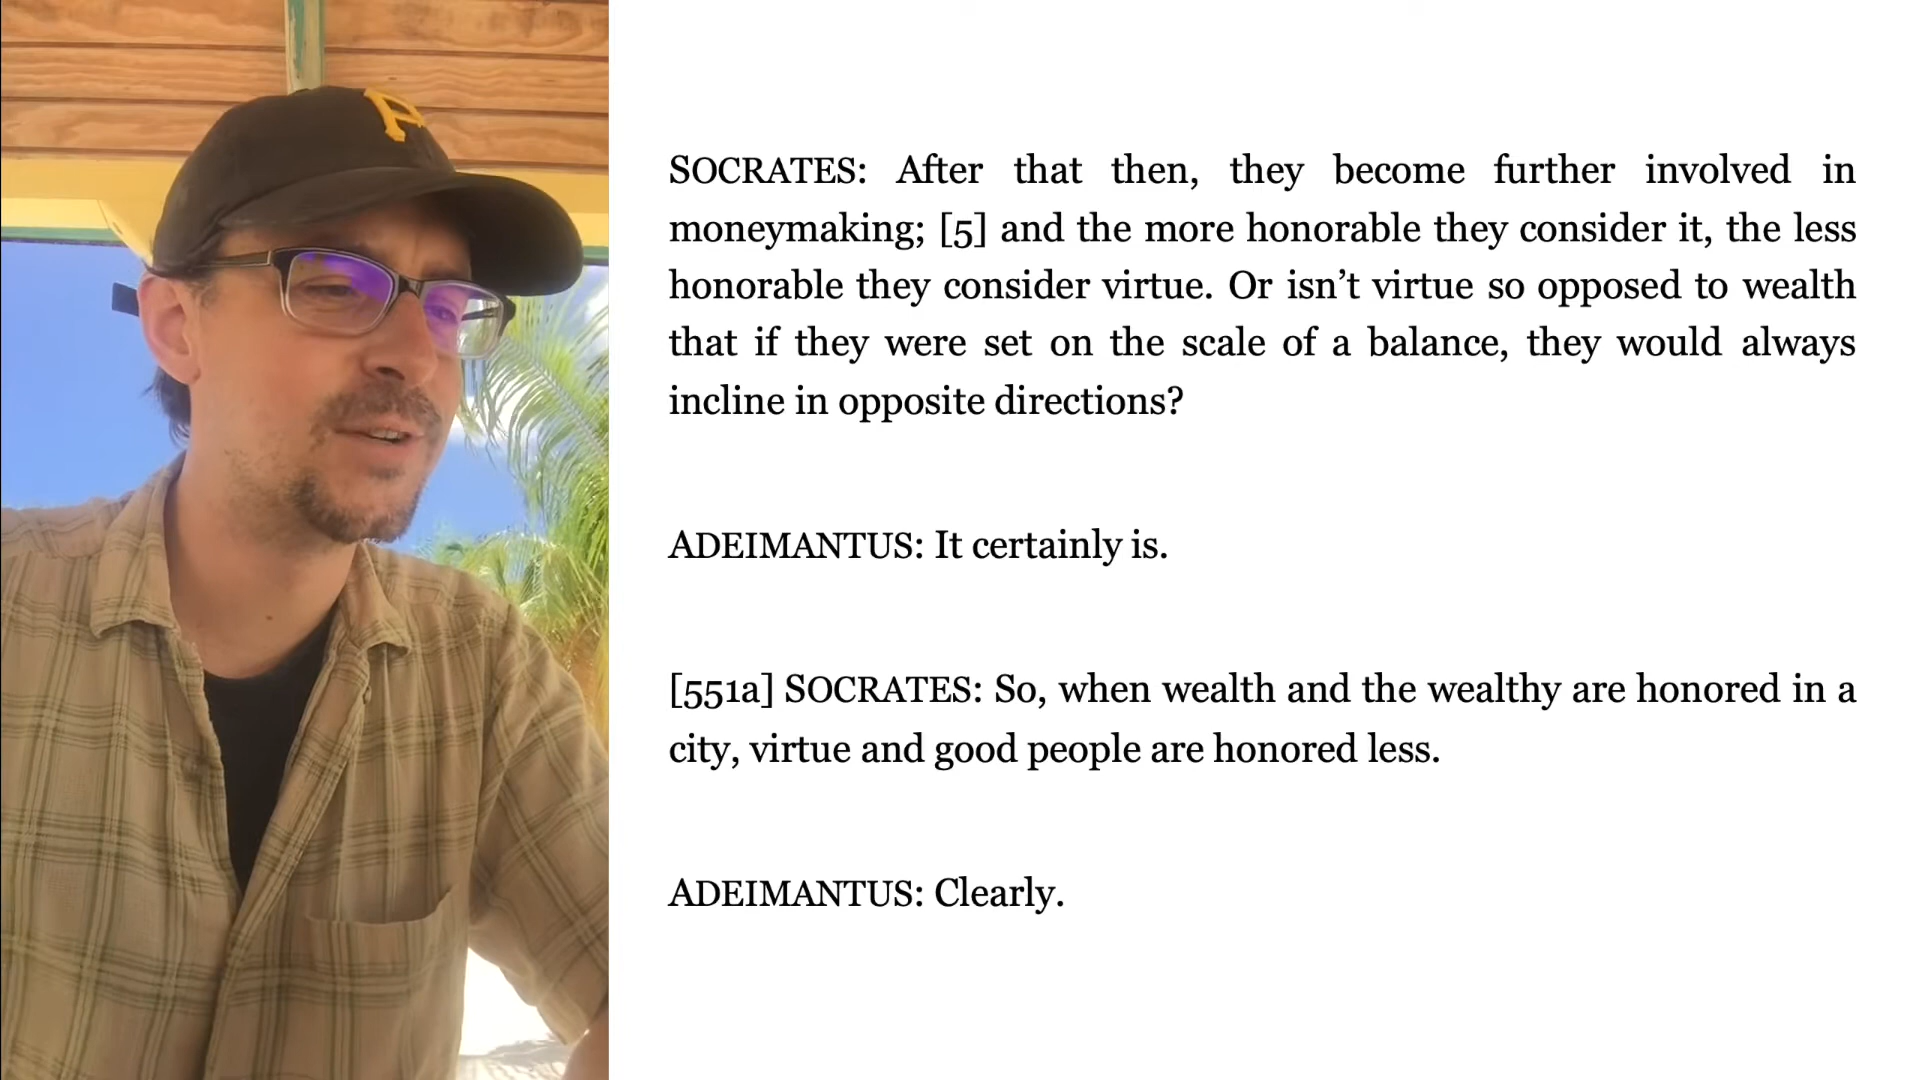 P
SOCRATES: After that then, they become further involved in
moneymaking; [5] and the more honorable they consider it, the less
honorable they consider virtue. Or isn’t virtue so opposed to wealth
that if they were set on the scale of a balance, they would always
incline in opposite directions?
ADEIMANTUS: It certainly is.
[551a] SOCRATES: So, when wealth and the wealthy are honored in a
city, virtue and good people are honored less.
ADEIMANTUS: Clearly.